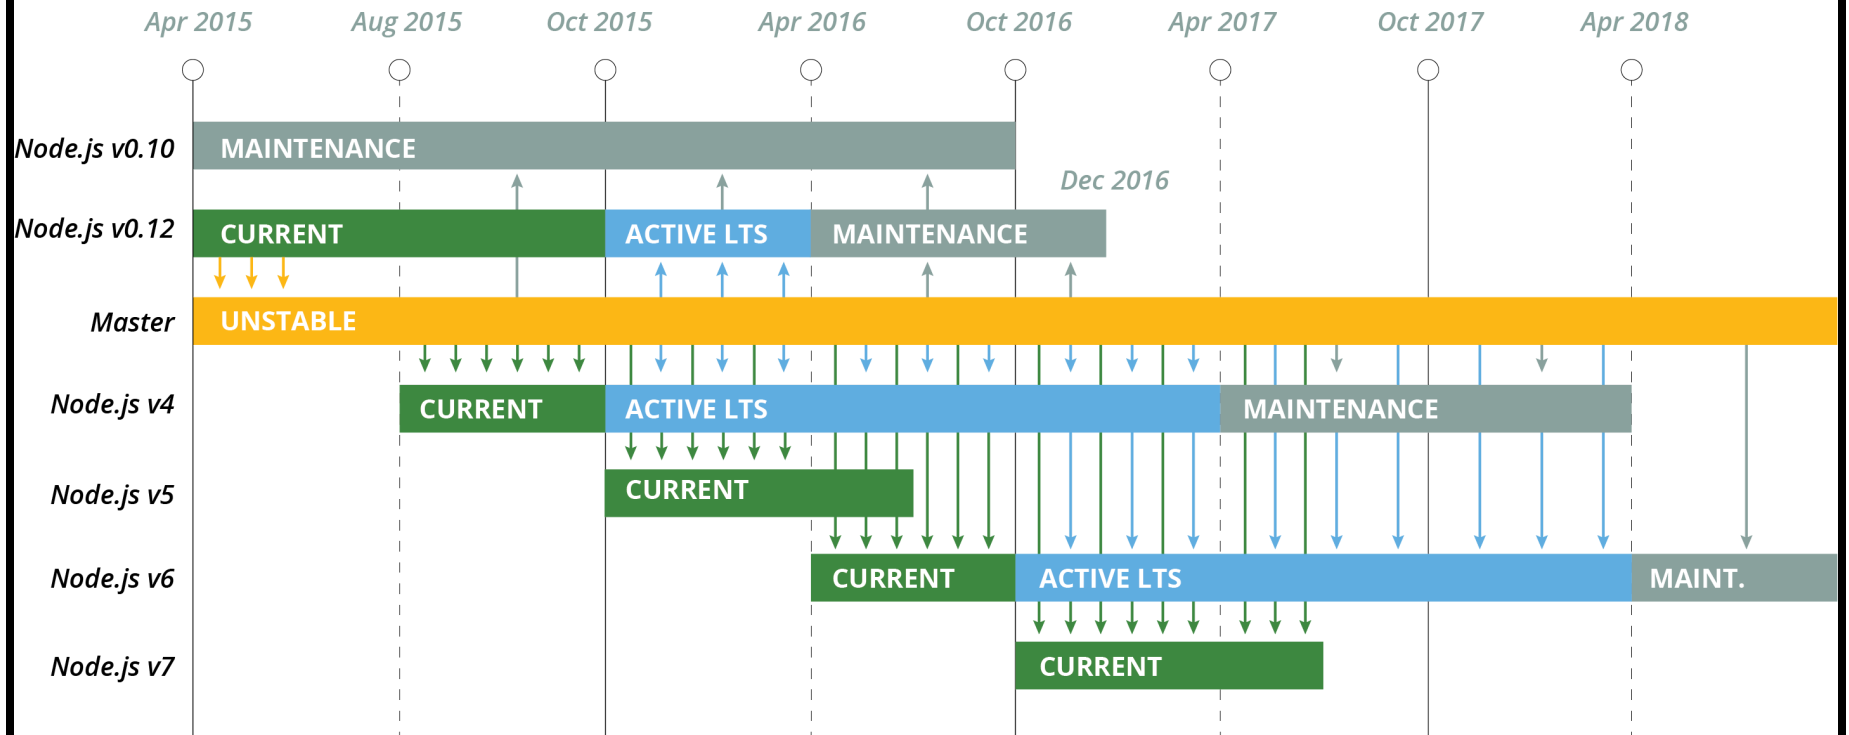 Apr 2015 Aug 2015 Oct 2015 Apr 2016 Oct 2016 Apr 2017 Oct 2017 Apr 2018
Node.js v0.10 MAINTENANCE
Dec 2016
Node.js v0.12 CURRENT ACTIVE LTS MAINTENANCE
Master UNSTABLE
Node.js v4 CURRENT ACTIVE LTS MAINTENANCE
Node.js v5 CURRENT
Node.js v6 CURRENT ACTIVE LTS MAINT.
Node.js v7 CURRENT